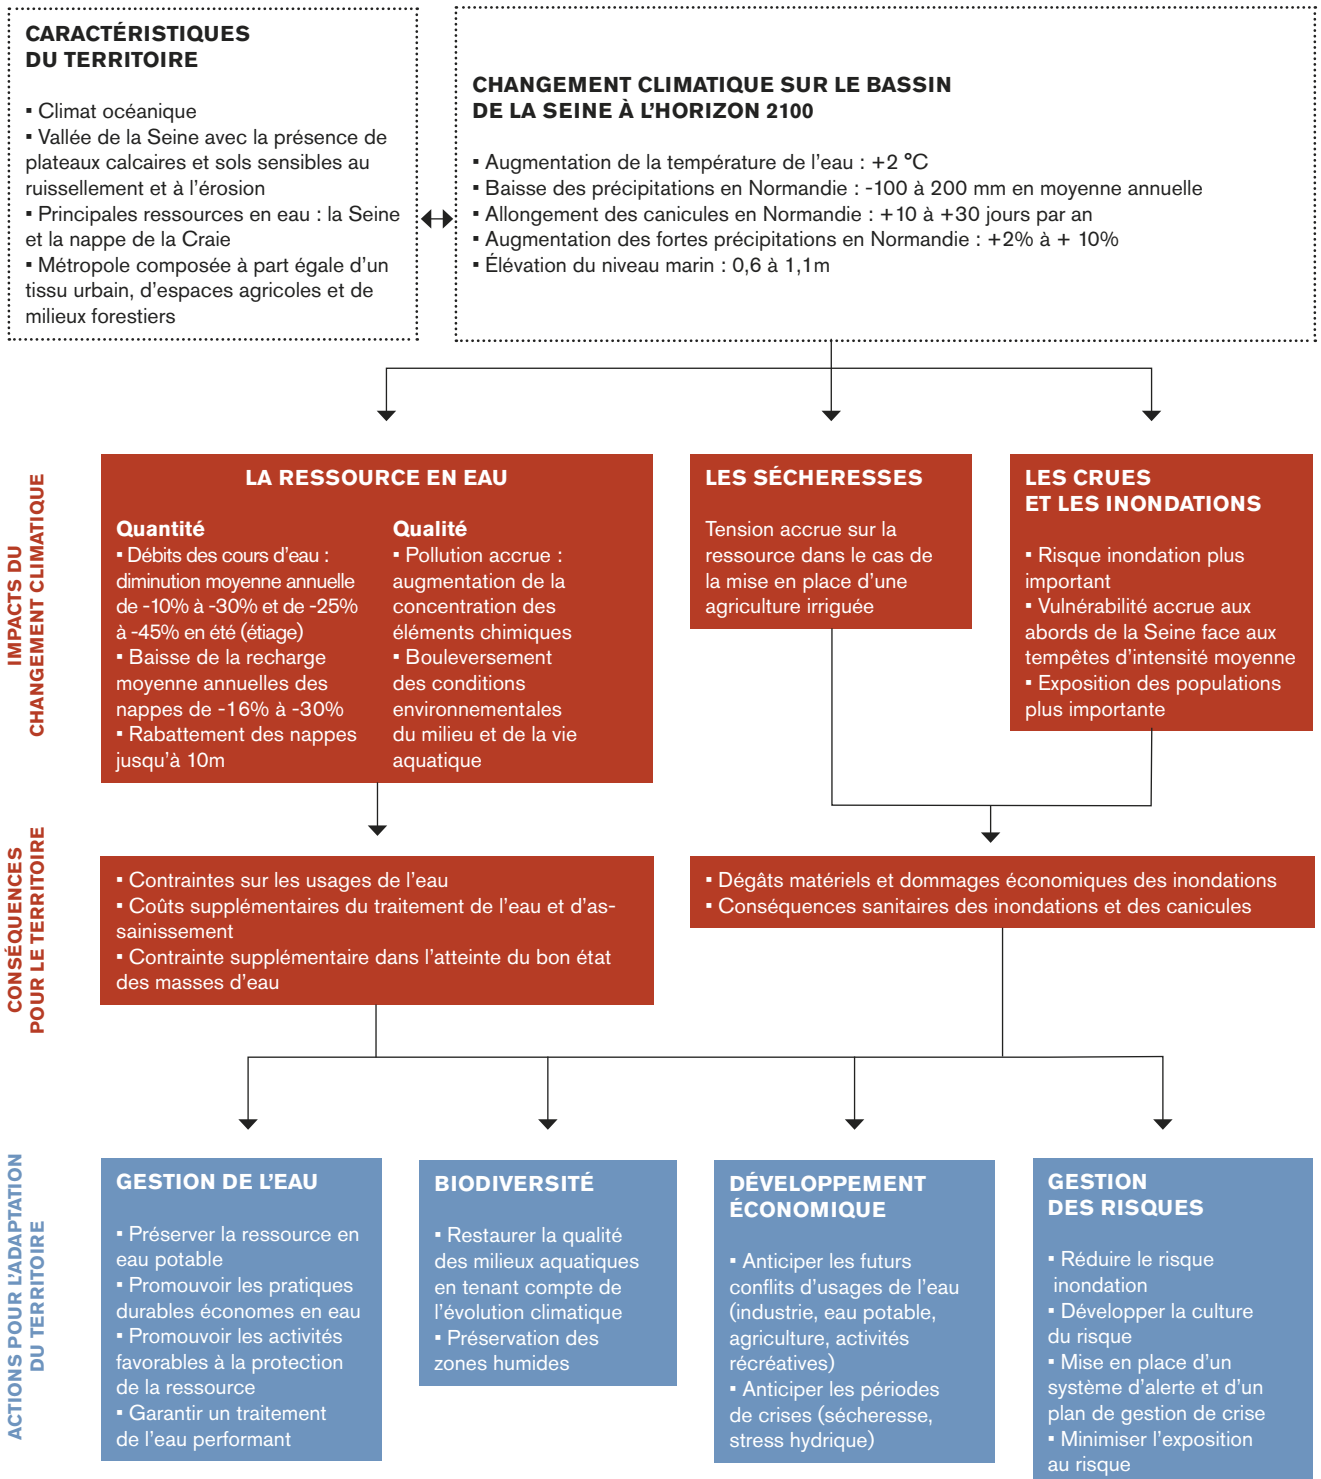 CARACTÉRISTIQUES
DU TERRITOIRE
▪ Climat océanique
▪ Vallée de la Seine avec la présence de
plateaux calcaires et sols sensibles au
ruissellement et à l'érosion
▪ Principales ressources en eau : la Seine
et la nappe de la Craie
▪ Métropole composée à part égale d'un
tissu urbain, d'espaces agricoles et de
milieux forestiers
CHANGEMENT CLIMATIQUE SUR LE BASSIN
DE LA SEINE À L'HORIZON 2100
▪ Augmentation de la température de l'eau : +2 °C
▪ Baisse des précipitations en Normandie : -100 à 200 mm en moyenne annuelle
▪ Allongement des canicules en Normandie : +10 à +30 jours par an
▪ Augmentation des fortes précipitations en Normandie : +2% à + 10%
▪ Élévation du niveau marin : 0,6 à 1,1m
IMPACTS DU
CHANGEMENT CLIMATIQUE
LA RESSOURCE EN EAU
Quantité
▪ Débits des cours d'eau :
diminution moyenne annuelle
de -10% à -30% et de -25%
à -45% en été (étiage)
▪ Baisse de la recharge
moyenne annuelles des
nappes de -16% à -30%
▪ Rabattement des nappes
jusqu'à 10m
Qualité
▪ Pollution accrue :
augmentation de la
concentration des
éléments chimiques
▪ Bouleversement
des conditions
environnementales
du milieu et de la vie
aquatique
LES SÉCHERESSES
Tension accrue sur la
ressource dans le cas de
la mise en place d'une
agriculture irriguée
LES CRUES
ET LES INONDATIONS
▪ Risque inondation plus
important
▪ Vulnérabilité accrue aux
abords de la Seine face aux
tempêtes d'intensité moyenne
▪ Exposition des populations
plus importante
CONSÉQUENCES
POUR LE TERRITOIRE
▪ Contraintes sur les usages de l'eau
▪ Coûts supplémentaires du traitement de l'eau et d'as-
sainissement
▪ Contrainte supplémentaire dans l'atteinte du bon état
des masses d'eau
▪ Dégâts matériels et dommages économiques des inondations
▪ Conséquences sanitaires des inondations et des canicules
ACTIONS POUR L'ADAPTATION
DU TERRITOIRE
GESTION DE L'EAU
▪ Préserver la ressource en
eau potable
▪ Promouvoir les pratiques
durables économes en eau
▪ Promouvoir les activités
favorables à la protection
de la ressource
▪ Garantir un traitement
de l'eau performant
BIODIVERSITÉ
▪ Restaurer la qualité
des milieux aquatiques
en tenant compte de
l'évolution climatique
▪ Préservation des
zones humides
DÉVELOPPEMENT
ÉCONOMIQUE
▪ Anticiper les futurs
conflits d'usages de l'eau
(industrie, eau potable,
agriculture, activités
récréatives)
▪ Anticiper les périodes
de crises (sécheresse,
stress hydrique)
GESTION
DES RISQUES
▪ Réduire le risque
inondation
▪ Développer la culture
du risque
▪ Mise en place d'un
système d'alerte et d'un
plan de gestion de crise
▪ Minimiser l'exposition
au risque